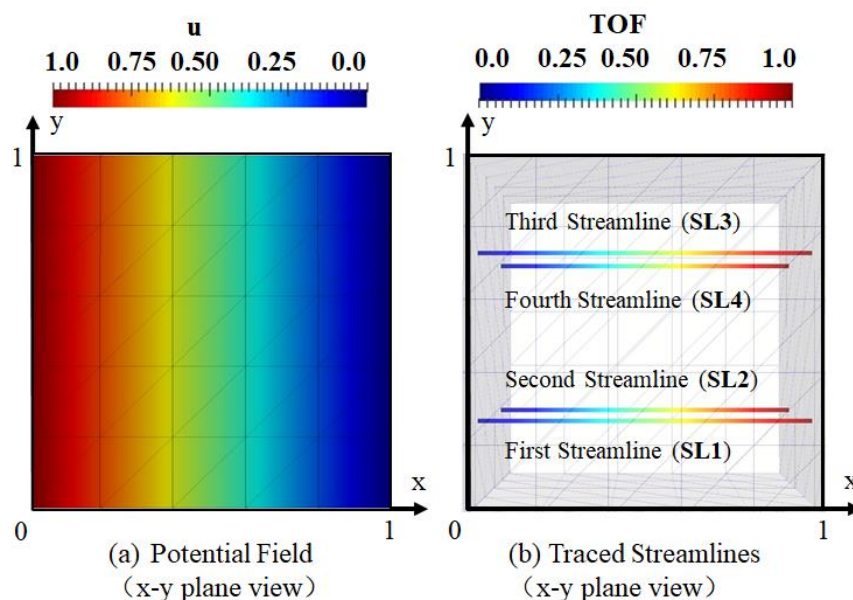 u
1.0 0.75 0.50 0.25 0.0
y
1
0
1
x
(a) Potential Field
（x-y plane view）
TOF
0.0 0.25 0.50 0.75 1.0
y
1
Third Streamline (SL3)
Fourth Streamline (SL4)
Second Streamline (SL2)
First Streamline (SL1)
0
1
x
(b) Traced Streamlines
（x-y plane view）